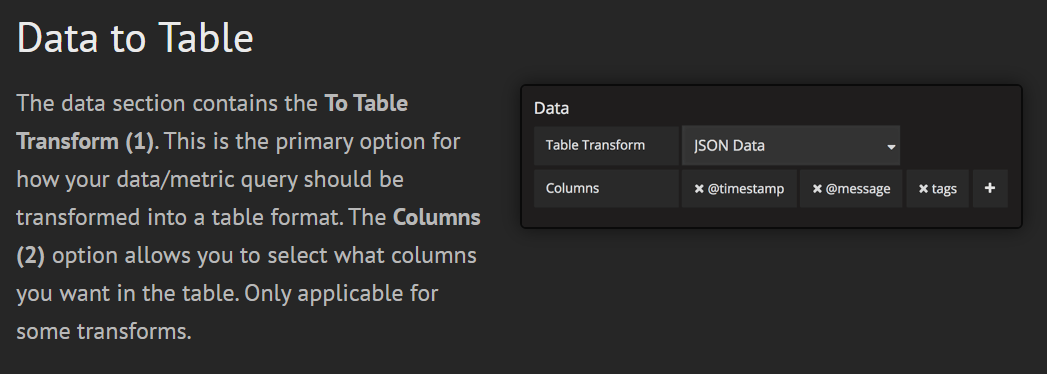 Data to Table
The data section contains the To Table
Transform (1). This is the primary option for
how your data/metric query should be
transformed into a table format. The Columns
(2) option allows you to select what columns
you want in the table. Only applicable for
some transforms.
Data
Table Transform JSON Data
Columns × @timestamp × @message × tags +